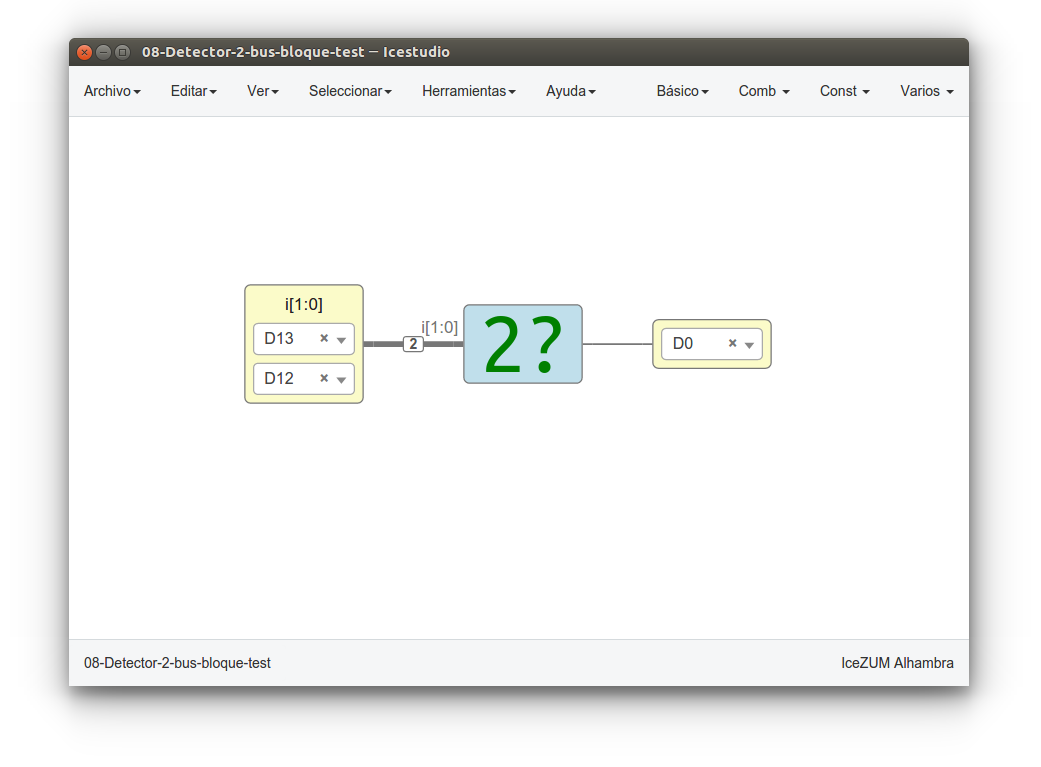 08-Detector-2-bus-bloque-test – Icestudio
Archivo Editar Ver Seleccionar Herramientas Ayuda Básico Comb Const Varios
i[1:0]
D13 ×
D12 ×
2
i[1:0]
2?
D0 ×
08-Detector-2-bus-bloque-test IceZUM Alhambra